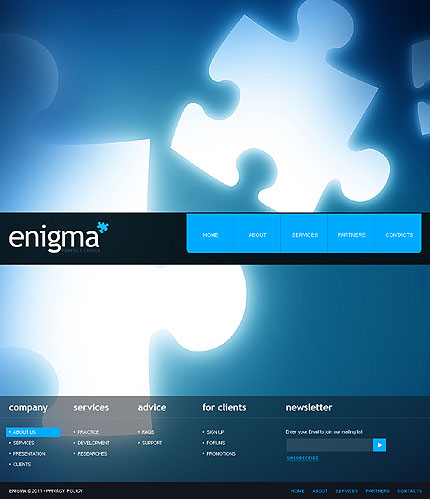 enigma
HOME ABOUT SERVICES PARTNERS CONTACTS
company services advice for clients newsletter
• ABOUT US • PRACTICE • FAQS • SIGN UP Enter your Email to join our mailing list
• SERVICES • DEVELOPMENT • SUPPORT • FORUMS
• PRESENTATION • RESEARCHES • PROMOTIONS
UNSUBSCRIBE
• CLIENTS
ENIGMA © 2011 • PRIVACY POLICY HOME ABOUT SERVICES PARTNERS CONTACTS